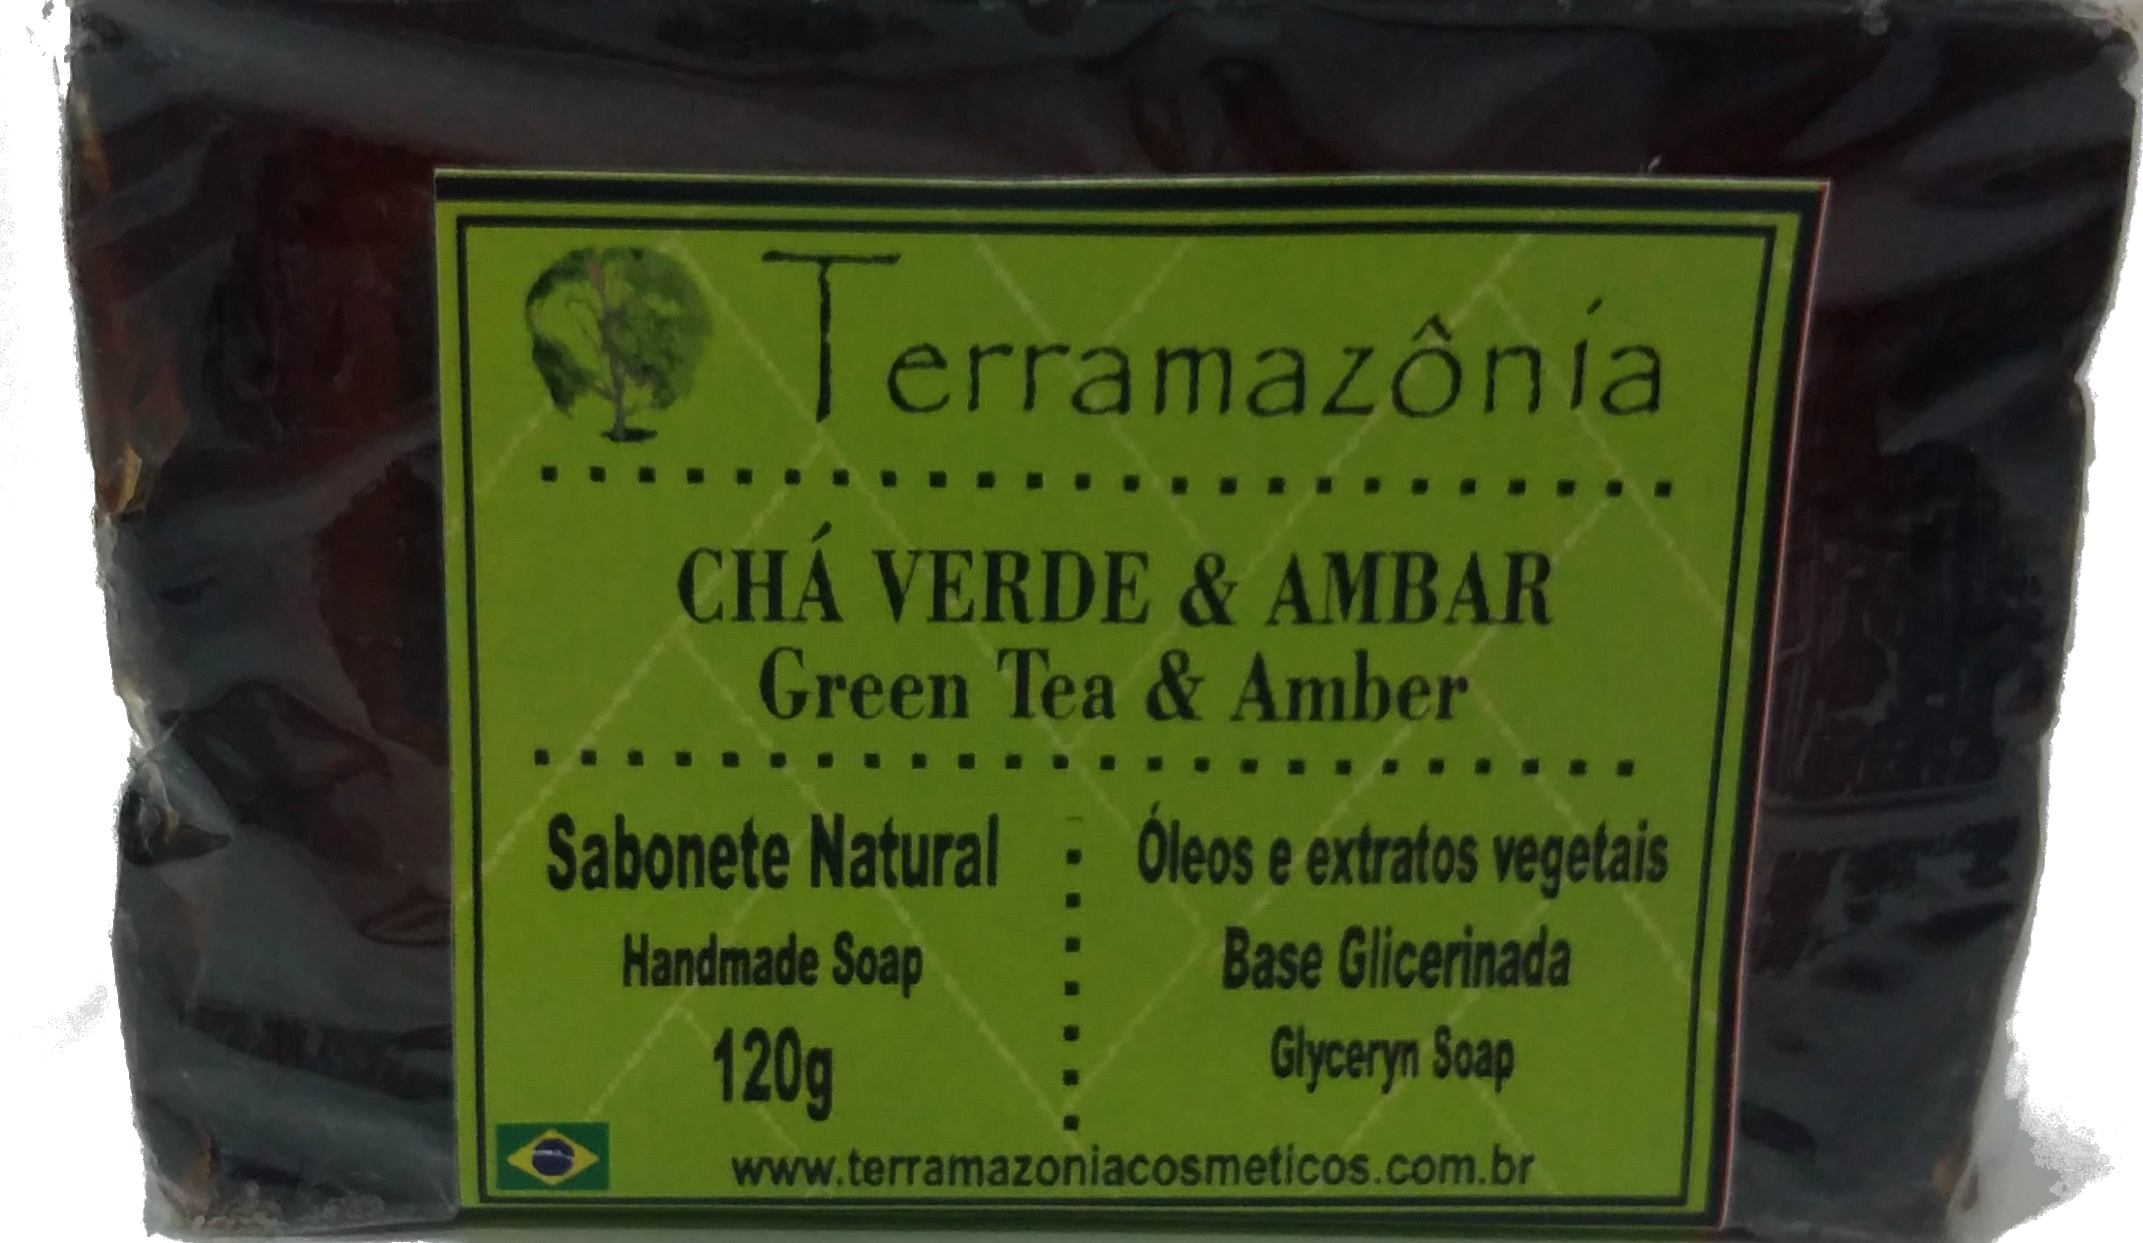 Terramazônia
CHÁ VERDE & AMBAR
Green Tea & Amber
Sabonete Natural
Handmade Soap
120g
Óleos e extratos vegetais
Base Glicerinada
Glyceryn Soap
www.terramazoniacosmeticos.com.br